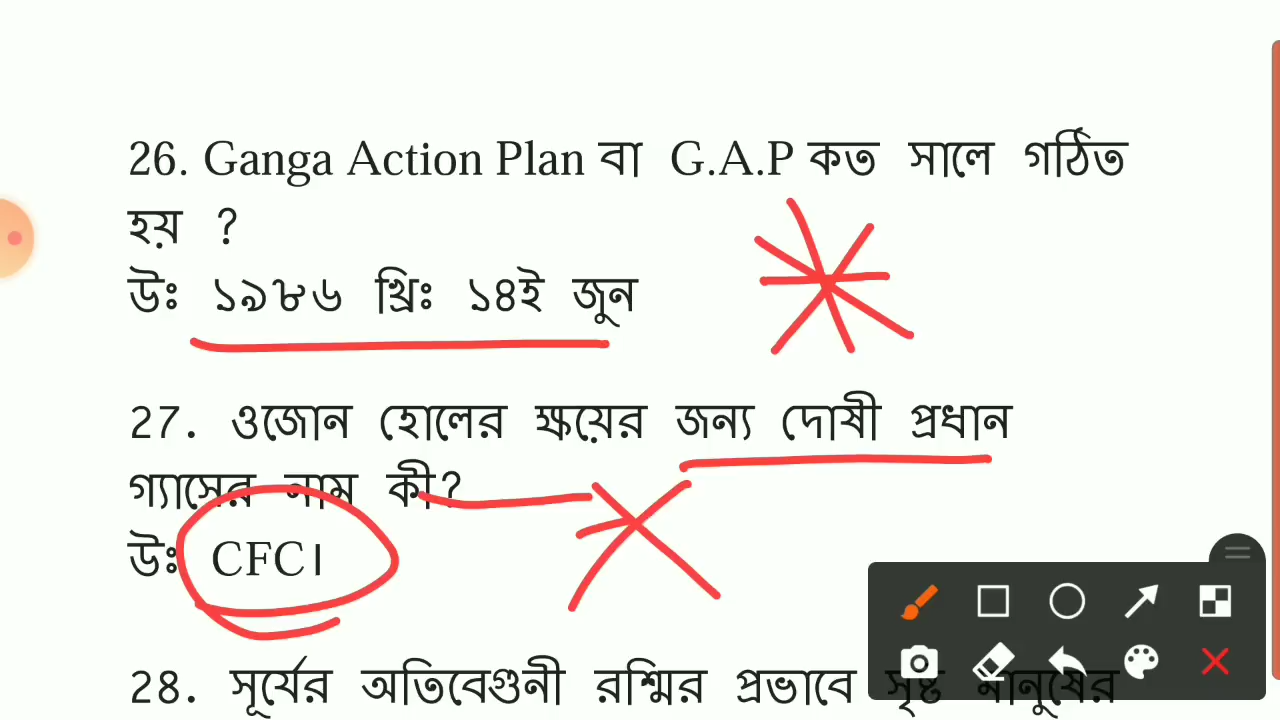 26. Ganga Action Plan বা G.A.P কত সালে গঠিত
হয় ?
উঃ ১৯৮৬ খ্রিঃ ১৪ই জুন
27. ওজোন হোলের ক্ষয়ের জন্য দোষী প্রধান
গ্যাসের নাম কী?
উঃ CFC।
28. সূর্যের অতিবেগুনী রশ্মির প্রভাবে সৃষ্ট মানুষের